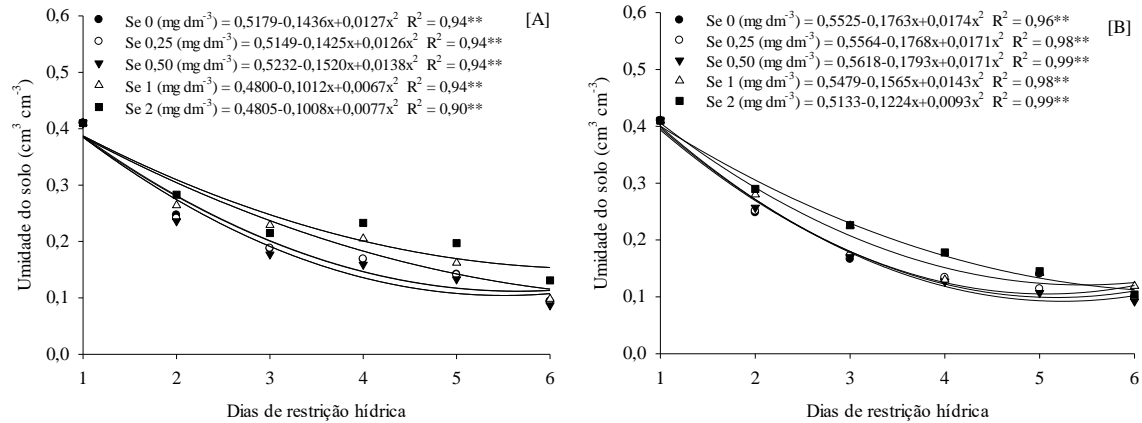 [A]
Se 0 (mg dm-3) = 0,5179-0,1436x+0,0127x2 R2 = 0,94**
Se 0,25 (mg dm-3) = 0,5149-0,1425x+0,0126x2 R2 = 0,94**
Se 0,50 (mg dm-3) = 0,5232-0,1520x+0,0138x2 R2 = 0,94**
Se 1 (mg dm-3) = 0,4800-0,1012x+0,0067x2 R2 = 0,94**
Se 2 (mg dm-3) = 0,4805-0,1008x+0,0077x2 R2 = 0,90**
Umidade do solo (cm3 cm-3)
0,6
0,5
0,4
0,3
0,2
0,1
0,0
1 2 3 4 5 6
Dias de restrição hídrica
[B]
Se 0 (mg dm-3) = 0,5525-0,1763x+0,0174x2 R2 = 0,96**
Se 0,25 (mg dm-3) = 0,5564-0,1768x+0,0171x2 R2 = 0,98**
Se 0,50 (mg dm-3) = 0,5618-0,1793x+0,0171x2 R2 = 0,99**
Se 1 (mg dm-3) = 0,5479-0,1565x+0,0143x2 R2 = 0,98**
Se 2 (mg dm-3) = 0,5133-0,1224x+0,0093x2 R2 = 0,99**
Umidade do solo (cm3 cm-3)
0,6
0,5
0,4
0,3
0,2
0,1
0,0
1 2 3 4 5 6
Dias de restrição hídrica